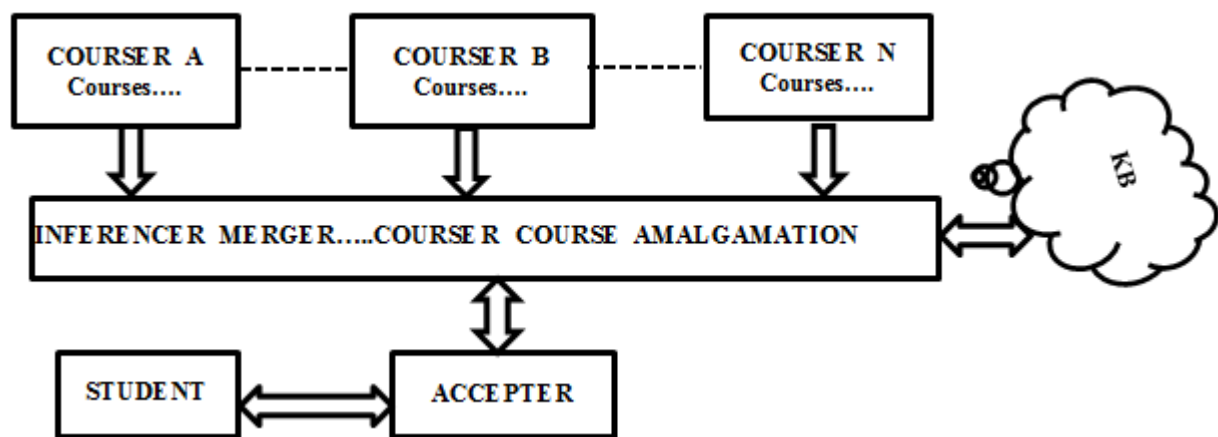 COURSER A
Courses....
COURSER B
Courses....
COURSER N
Courses....
KB
INFERENCER MERGER.....COURSER COURSE AMALGAMATION
STUDENT
ACCEPTER